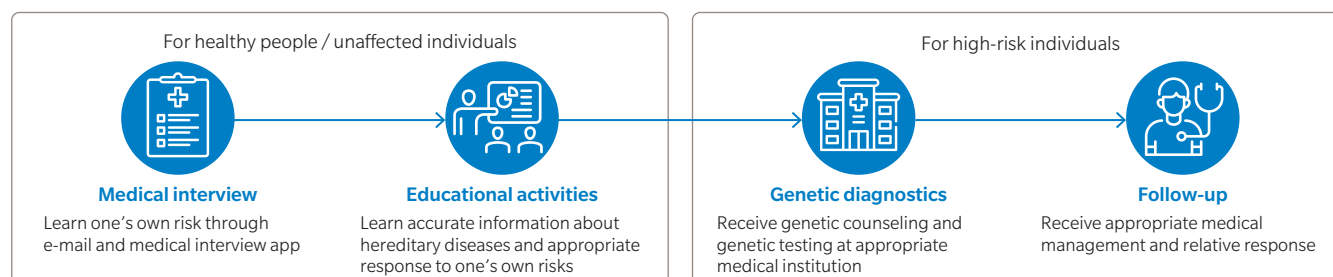 For healthy people / unaffected individuals
Medical interview
Learn one's own risk through
e-mail and medical interview app
Educational activities
Learn accurate information about
hereditary diseases and appropriate
response to one's own risks
For high-risk individuals
Genetic diagnostics
Receive genetic counseling and
genetic testing at appropriate
medical institution
Follow-up
Receive appropriate medical
management and relative response